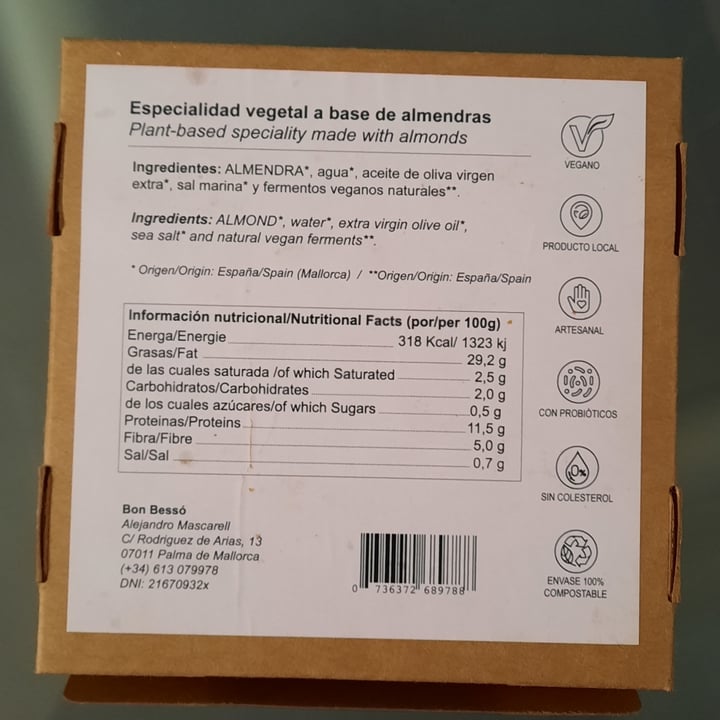 Especialidad vegetal a base de almendras
Plant-based speciality made with almonds
Ingredientes: ALMENDRA*, agua*, aceite de oliva virgen
extra*, sal marina* y fermentos veganos naturales**.
Ingredients: ALMOND*, water*, extra virgin olive oil*,
sea salt* and natural vegan ferments**.
* Origen/Origin: España/Spain (Mallorca) / **Origen/Origin: España/Spain
Información nutricional/Nutritional Facts (por/per 100g)
Energa/Energie 318 Kcal/ 1323 kj
Grasas/Fat 29,2 g
de las cuales saturada /of which Saturated 2,5 g
Carbohidratos/Carbohydrates 2,0 g
de los cuales azúcares/of which Sugars 0,5 g
Proteinas/Proteins 11,5 g
Fibra/Fibre 5,0 g
Sal/Sal 0,7 g
Bon Bessó
Alejandro Mascarell
C/ Rodriguez de Arias, 13
07011 Palma de Mallorca
(+34) 613 079978
DNI: 21670932x
0 736372 689788
V
VEGANO
PRODUCTO LOCAL
ARTESANAL
CON PROBIÓTICOS
0%
SIN COLESTEROL
ENVASE 100%
COMPOSTABLE